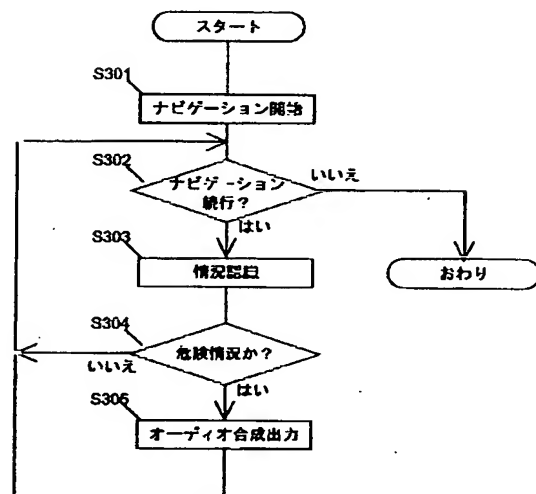 スタート
S301
ナビゲーション開始
S302
ナビゲーション
続行？
いいえ
はい
おわり
S303
情況認識
S304
危険情況か？
いいえ
はい
S305
オーディオ合成出力